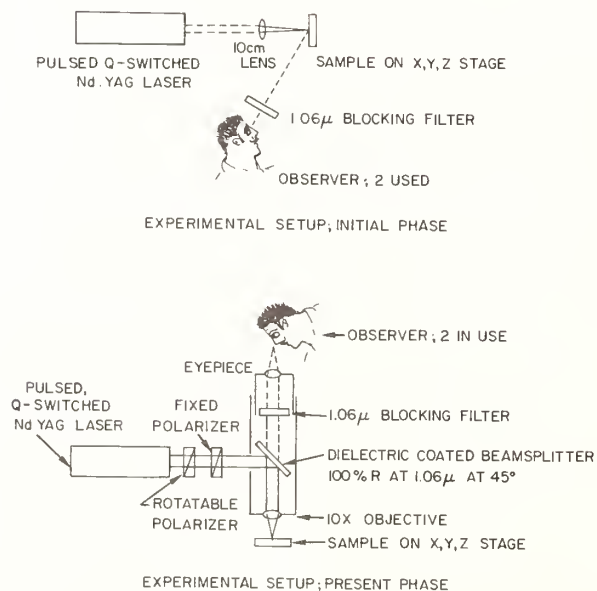 10cm
LENS
PULSED Q-SWITCHED
Nd.YAG LASER
SAMPLE ON X,Y,Z STAGE
1.06μ BLOCKING FILTER
OBSERVER; 2 USED
EXPERIMENTAL SETUP; INITIAL PHASE
OBSERVER; 2 IN USE
EYEPIECE
PULSED,
Q-SWITCHED
Nd YAG LASER
FIXED
POLARIZER
1.06μ BLOCKING FILTER
DIELECTRIC COATED BEAMSPLITTER
100% R AT 1.06μ AT 45°
ROTATABLE
POLARIZER
10X OBJECTIVE
SAMPLE ON X,Y,Z STAGE
EXPERIMENTAL SETUP; PRESENT PHASE